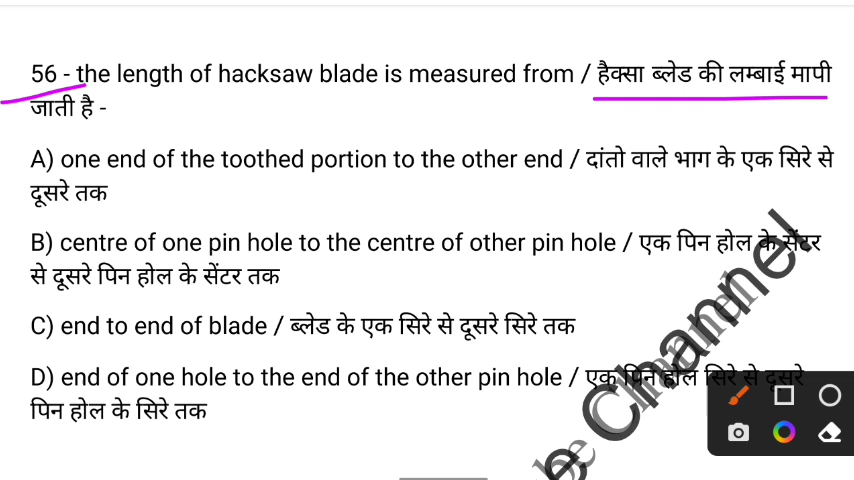 56 - the length of hacksaw blade is measured from / हैक्सा ब्लेड की लम्बाई मापी
जाती है -
A) one end of the toothed portion to the other end / दांतो वाले भाग के एक सिरे से
दूसरे तक
B) centre of one pin hole to the centre of other pin hole / एक पिन होल के सेंटर
से दूसरे पिन होल के सेंटर तक
C) end to end of blade / ब्लेड के एक सिरे से दूसरे सिरे तक
D) end of one hole to the end of the other pin hole / एक पिन होल सिरे से दूसरे
पिन होल के सिरे तक
Channel